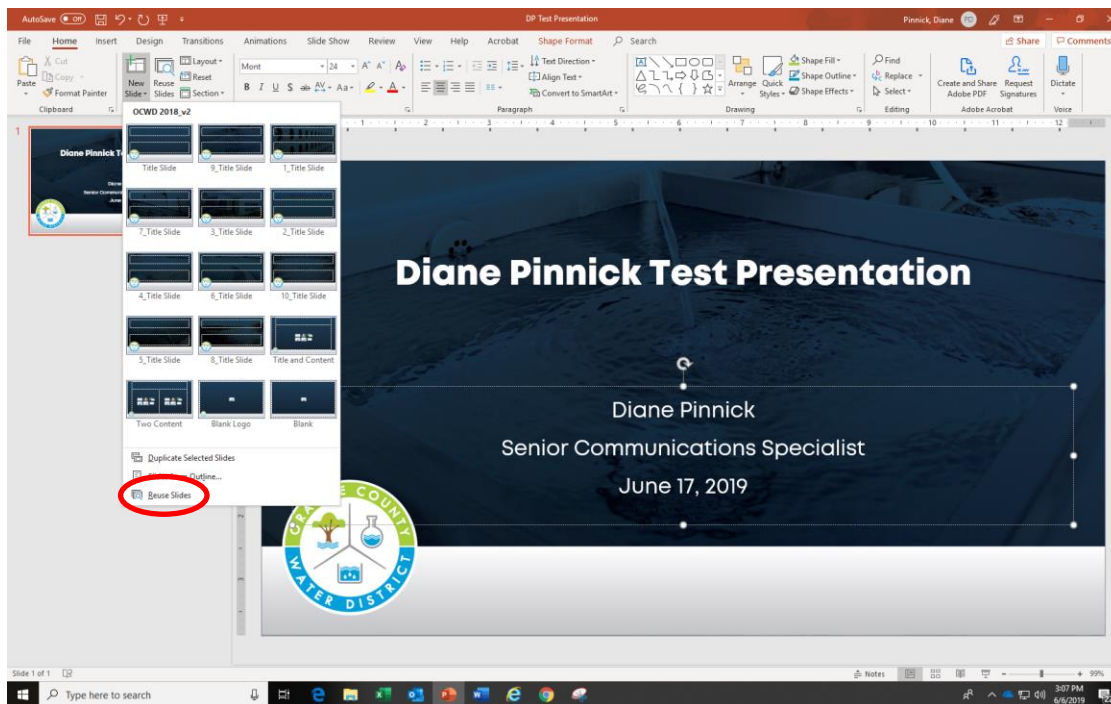 AutoSave Off DP Test Presentation Pinnick, Diane PD
File Home Insert Design Transitions Animations Slide Show Review View Help Acrobat Shape Format Search Share Comments
Paste Cut Copy Format Painter Clipboard
New Slide Reuse Slides Layout Reset Section
Mont 24 A A A
B I U S ab AV Aa A
Paragraph Text Direction Align Text Convert to SmartArt
Drawing Arrange Quick Styles Shape Fill Shape Outline Shape Effects
Editing Find Replace Select
Create and Share Adobe PDF Request Signatures Adobe Acrobat
Dictate Voice
OCWD 2018_v2
Title Slide 9_Title Slide 1_Title Slide
7_Title Slide 3_Title Slide 2_Title Slide
4_Title Slide 6_Title Slide 10_Title Slide
5_Title Slide 8_Title Slide Title and Content
Two Content Blank Logo Blank
Duplicate Selected Slides
Outline...
Reuse Slides
1
Diane Pinnick Test Presentation
Diane Pinnick
Senior Communications Specialist
June 17, 2019
ORANGE COUNTY WATER DISTRICT
Slide 1 of 1 Notes 99%
Type here to search 3:07 PM
6/6/2019